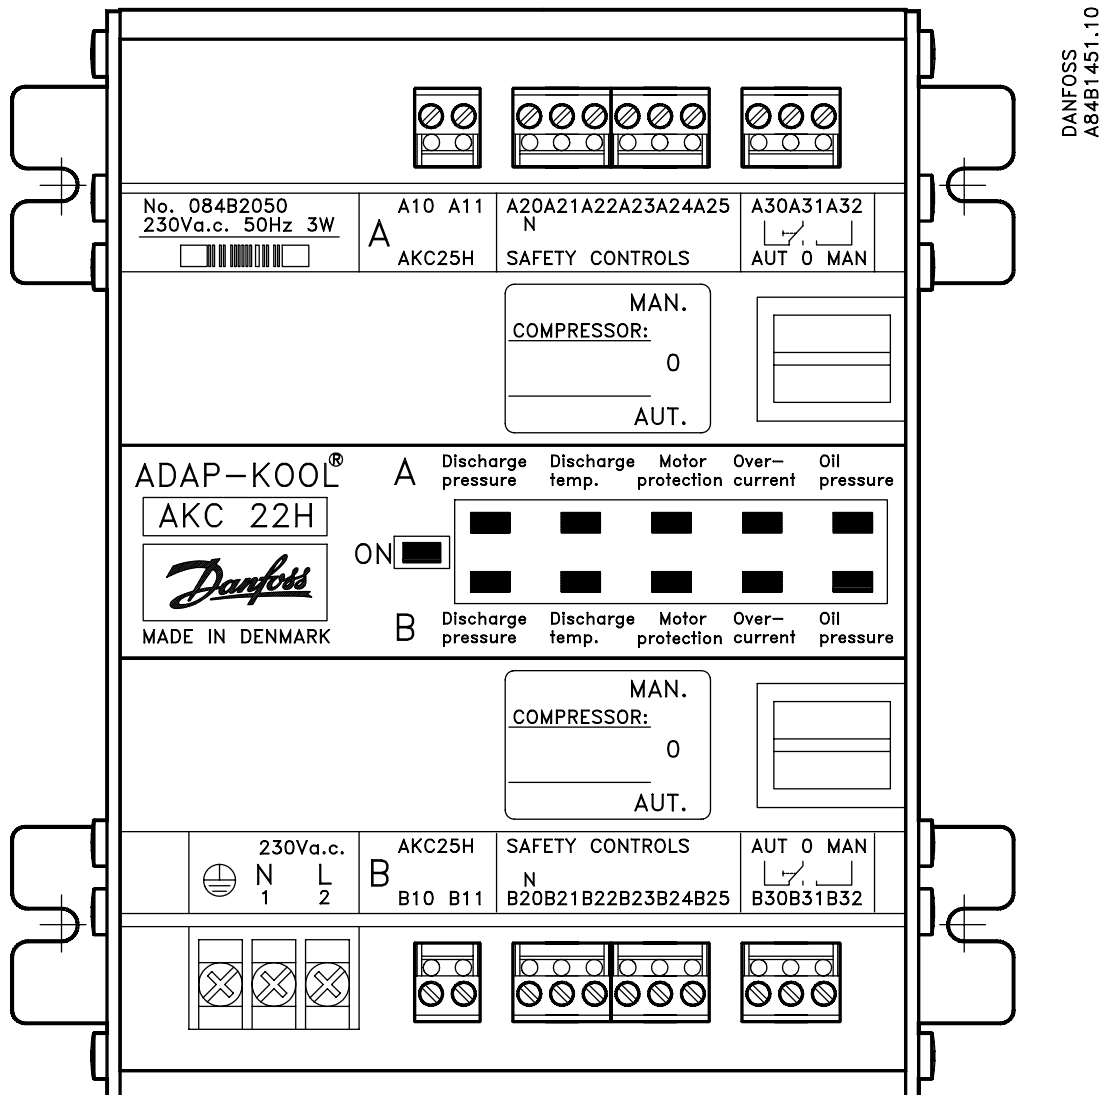 DANFOSS
A84B1451.10
No. 084B2050
230Va.c. 50Hz 3W
A
A10 A11
AKC25H
A20A21A22A23A24A25
N
SAFETY CONTROLS
A30A31A32
AUT 0 MAN
MAN.
COMPRESSOR:
0
AUT.
ADAP-KOOL®
AKC 22H
Danfoss
MADE IN DENMARK
ON
A
Discharge pressure
Discharge temp.
Motor protection
Over-current
Oil pressure
B
Discharge pressure
Discharge temp.
Motor protection
Over-current
Oil pressure
MAN.
COMPRESSOR:
0
AUT.
230Va.c.
N L
1 2
B
AKC25H
B10 B11
SAFETY CONTROLS
N
B20B21B22B23B24B25
AUT 0 MAN
B30B31B32